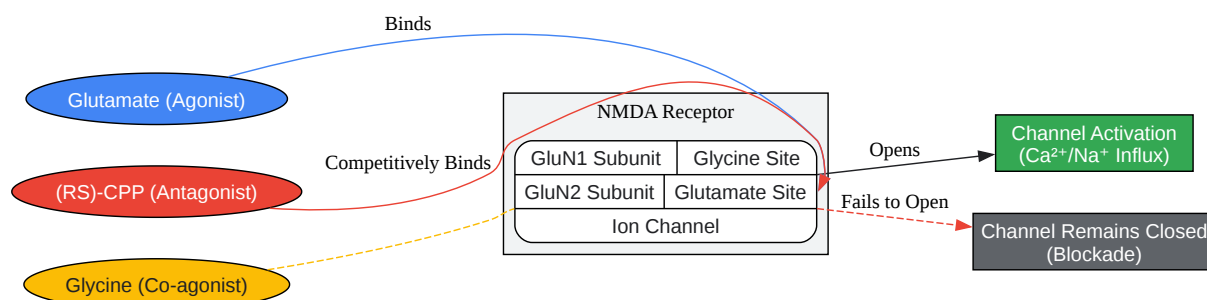 Binds
Glutamate (Agonist)
NMDA Receptor
Competitively Binds
GluN1 Subunit
Glycine Site
(RS)-CPP (Antagonist)
GluN2 Subunit
Glutamate Site
Ion Channel
Glycine (Co-agonist)
Opens
Channel Activation
(Ca²⁺/Na⁺ Influx)
Fails to Open
Channel Remains Closed
(Blockade)